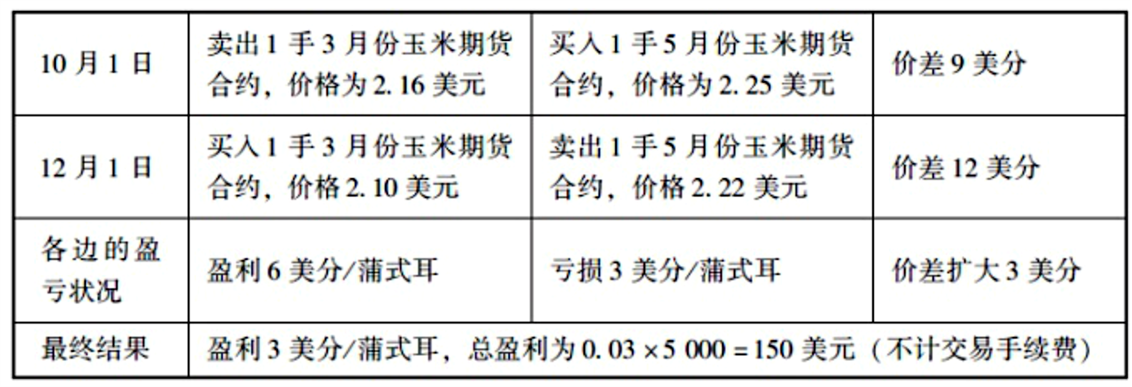 10月1日
卖出1手3月份玉米期货
合约，价格为2.16美元
买入1手5月份玉米期货
合约，价格为2.25美元
价差9美分
12月1日
买入1手3月份玉米期货
合约，价格2.10美元
卖出1手5月份玉米期货
合约，价格2.22美元
价差12美分
各边的盈
亏状况
盈利6美分/蒲式耳
亏损3美分/蒲式耳
价差扩大3美分
最终结果
盈利3美分/蒲式耳，总盈利为0.03×5 000=150美元（不计交易手续费）